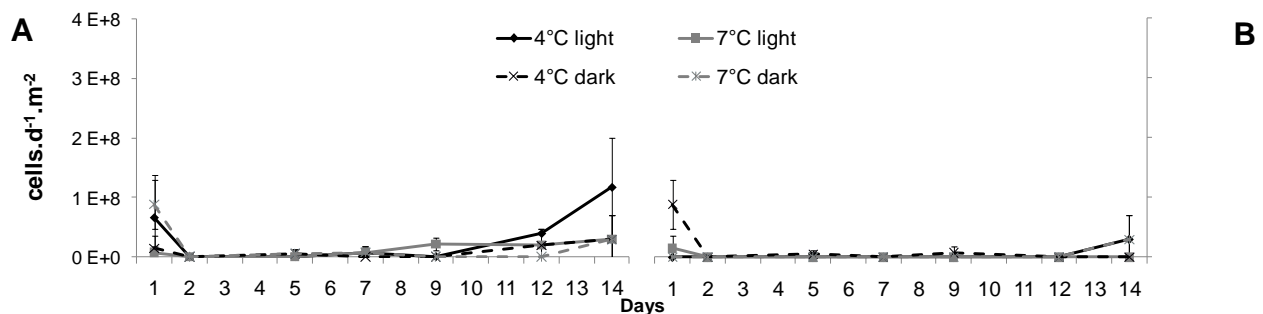 A
B
4 E+8
3 E+8
2 E+8
1 E+8
0 E+0
cells.d⁻¹.m⁻²
4°C light
7°C light
4°C dark
7°C dark
1 2 3 4 5 6 7 8 9 10 11 12 13 14
1 2 3 4 5 6 7 8 9 10 11 12 13 14
Days